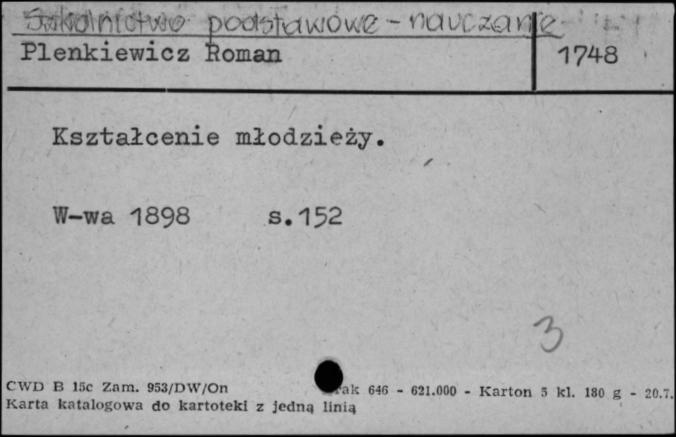 Szkolnictwo podstawowe - nauczanie
Plenkiewicz Roman 1748
Kształcenie młodzieży.
W-wa 1898 s.152
3
CWD B 15c Zam. 953/DW/On rak 646 - 621.000 - Karton 5 kl. 180 g - 20.7.
Karta katalogowa do kartoteki z jedną linią